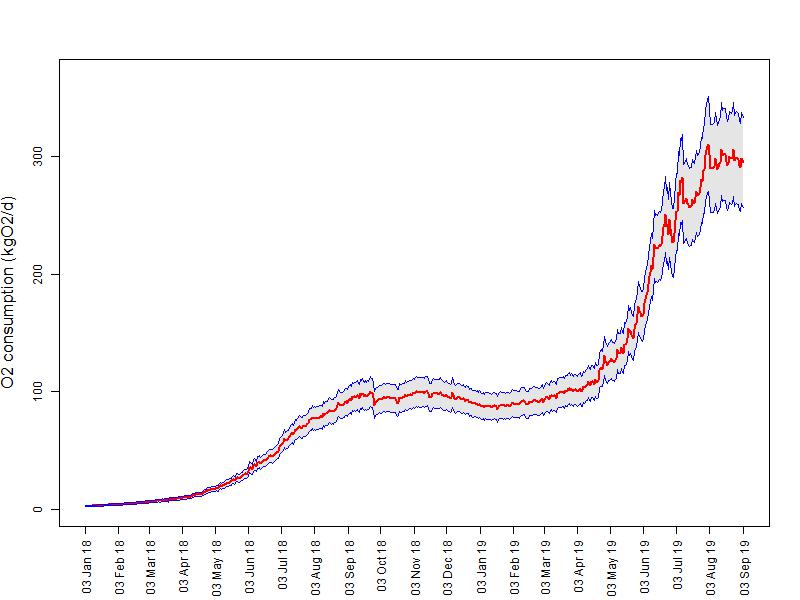 O2 consumption (kgO2/d)
300
200
100
0
03 Jan 18
03 Feb 18
03 Mar 18
03 Apr 18
03 May 18
03 Jun 18
03 Jul 18
03 Aug 18
03 Sep 18
03 Oct 18
03 Nov 18
03 Dec 18
03 Jan 19
03 Feb 19
03 Mar 19
03 Apr 19
03 May 19
03 Jun 19
03 Jul 19
03 Aug 19
03 Sep 19